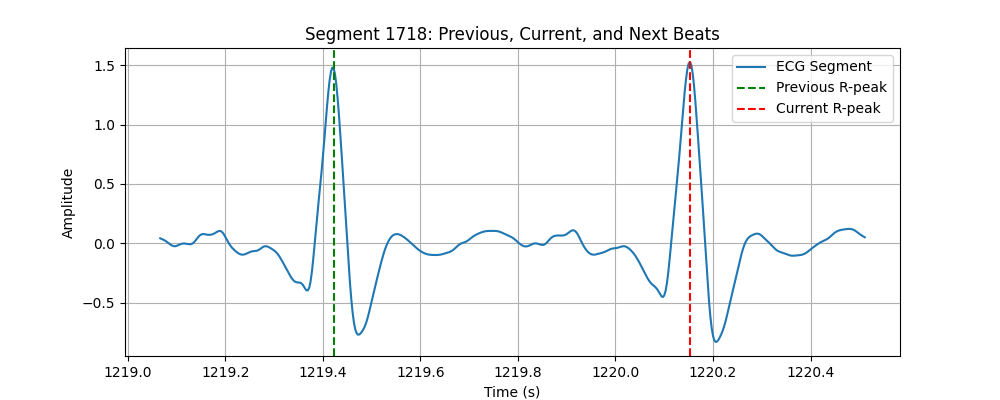 Segment 1718: Previous, Current, and Next Beats
ECG Segment
Previous R-peak
Current R-peak
Amplitude
1.5
1.0
0.5
0.0
−0.5
1219.0 1219.2 1219.4 1219.6 1219.8 1220.0 1220.2 1220.4
Time (s)